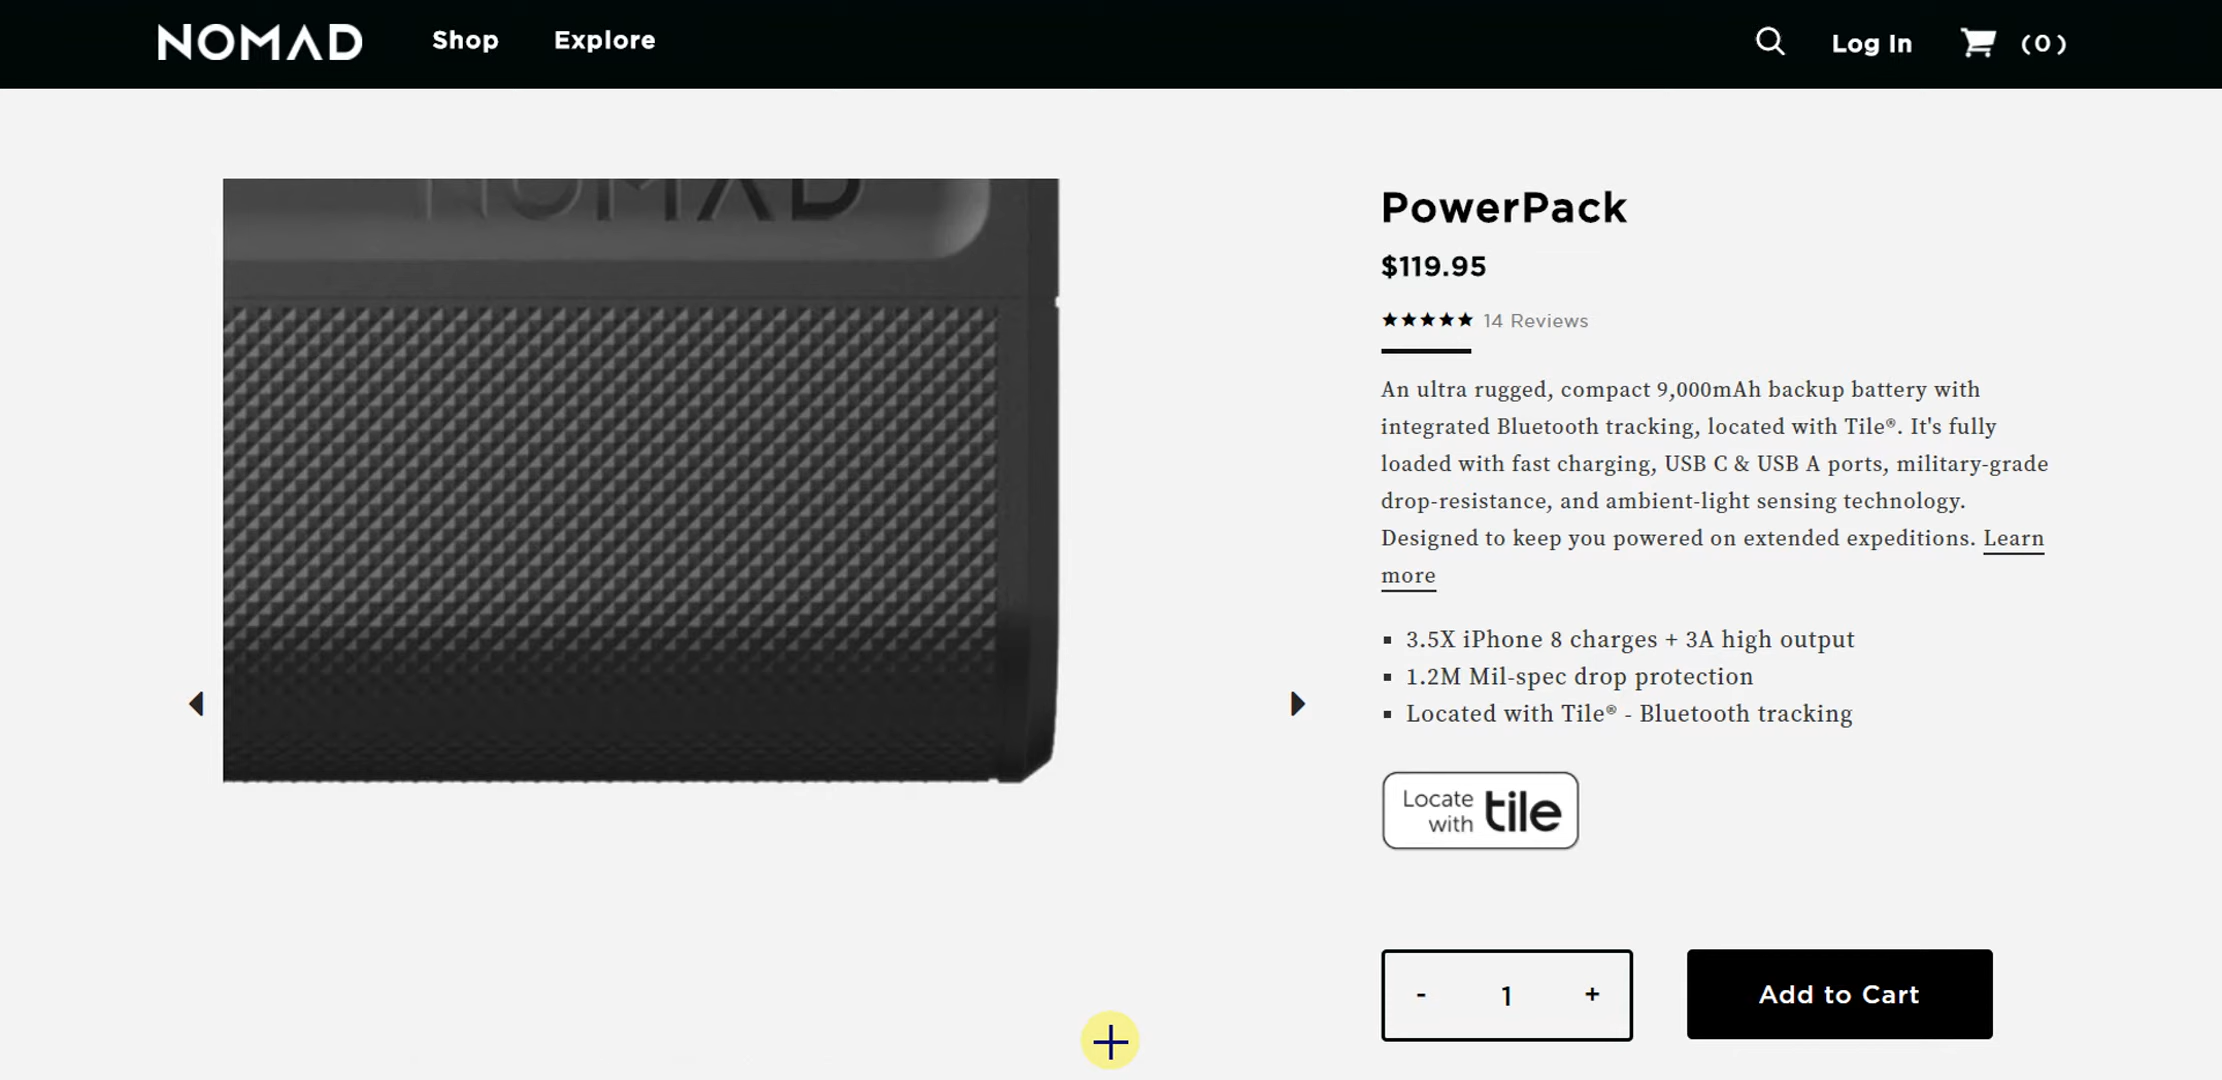 NOMAD
Shop
Explore
Log In
(0)
NOMAD
PowerPack
$119.95
★★★★★ 14 Reviews
An ultra rugged, compact 9,000mAh backup battery with
integrated Bluetooth tracking, located with Tile®. It's fully
loaded with fast charging, USB C & USB A ports, military-grade
drop-resistance, and ambient-light sensing technology.
Designed to keep you powered on extended expeditions. Learn
more
▪ 3.5X iPhone 8 charges + 3A high output
▪ 1.2M Mil-spec drop protection
▪ Located with Tile® - Bluetooth tracking
Locate
with tile
- 1 +
Add to Cart